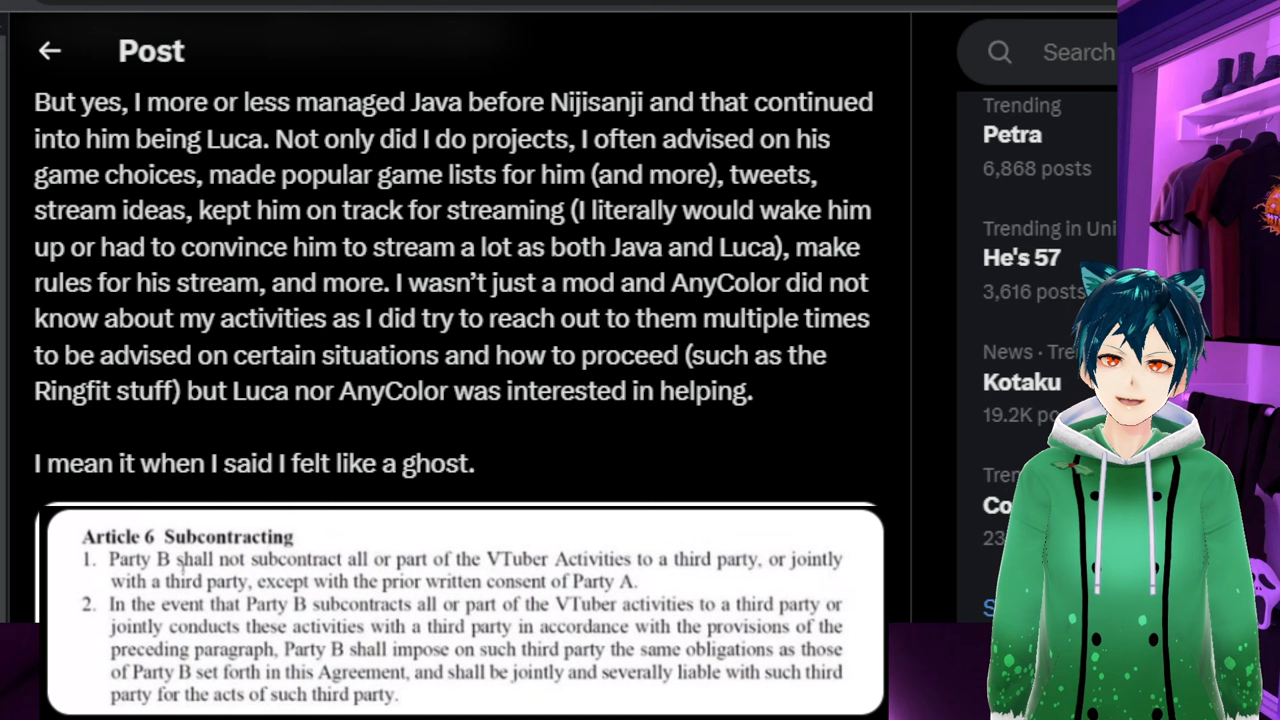 Post
But yes, I more or less managed Java before Nijisanji and that continued
into him being Luca. Not only did I do projects, I often advised on his
game choices, made popular game lists for him (and more), tweets,
stream ideas, kept him on track for streaming (I literally would wake him
up or had to convince him to stream a lot as both Java and Luca), make
rules for his stream, and more. I wasn’t just a mod and AnyColor did not
know about my activities as I did try to reach out to them multiple times
to be advised on certain situations and how to proceed (such as the
Ringfit stuff) but Luca nor AnyColor was interested in helping.
I mean it when I said I felt like a ghost.
Article 6 Subcontracting
1. Party B shall not subcontract all or part of the VTuber Activities to a third party, or jointly
with a third party, except with the prior written consent of Party A.
2. In the event that Party B subcontracts all or part of the VTuber activities to a third party or
jointly conducts these activities with a third party in accordance with the provisions of the
preceding paragraph, Party B shall impose on such third party the same obligations as those
of Party B set forth in this Agreement, and shall be jointly and severally liable with such third
party for the acts of such third party.
Search
Trending
Petra
6,868 posts
Trending in
He's 57
3,616 posts
News ·
Kotaku
19.2K